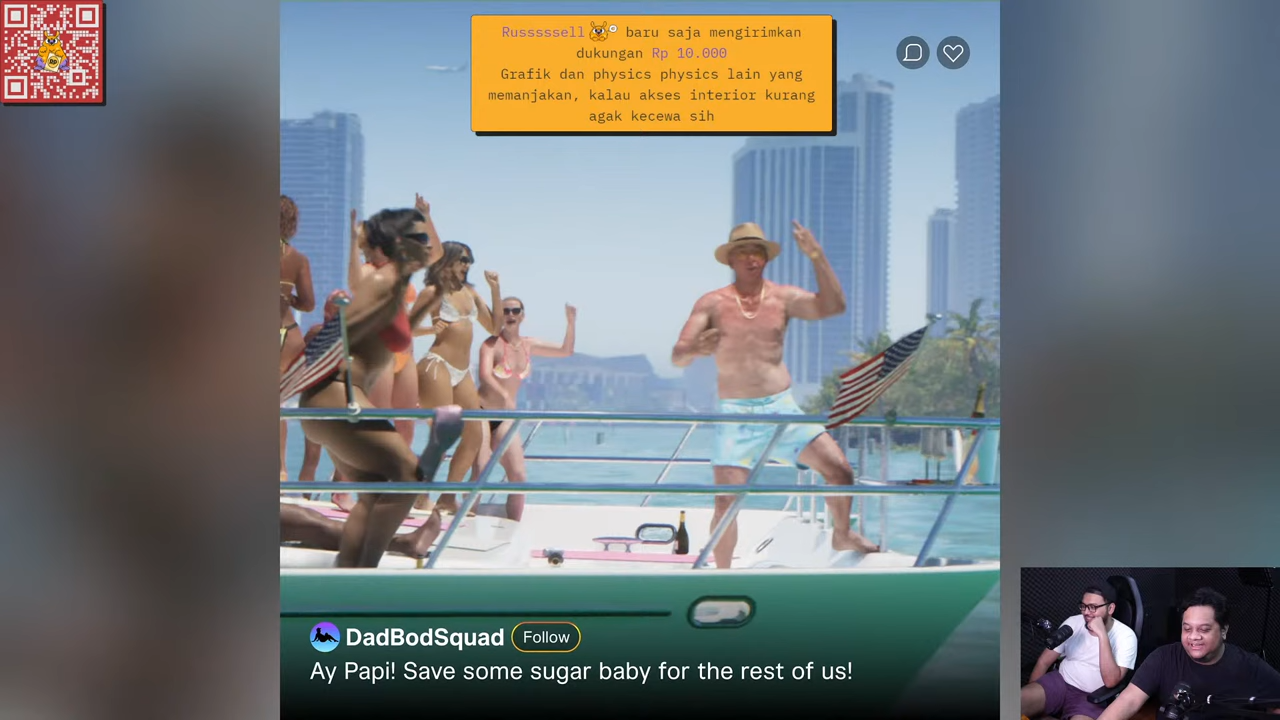 Russsssell baru saja mengirimkan
dukungan Rp 10.000
Grafik dan physics physics lain yang
memanjakan, kalau akses interior kurang
agak kecewa sih
DadBodSquad Follow
Ay Papi! Save some sugar baby for the rest of us!